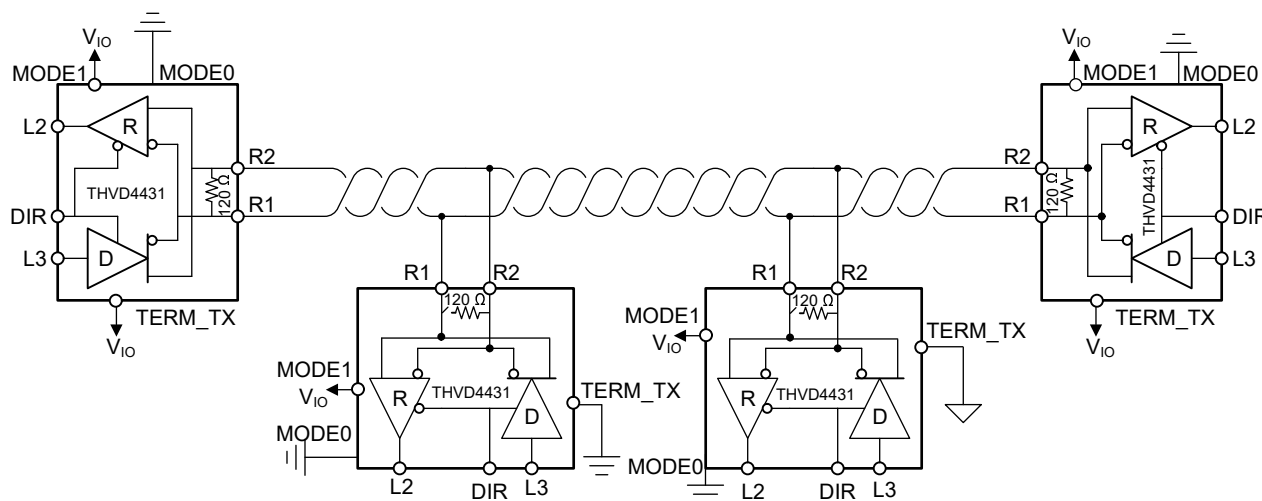 VIO
MODE1
MODE0
L2
R
THVD4431
120 Ω
R2
R1
DIR
L3
D
TERM_TX
VIO
VIO
MODE1
MODE0
R
L2
R2
R1
120 Ω
THVD4431
DIR
D
L3
TERM_TX
VIO
R1
R2
120 Ω
MODE1
VIO
R
THVD4431
D
TERM_TX
MODE0
L2
DIR
L3
R1
R2
120 Ω
MODE1
VIO
TERM_TX
R
THVD4431
D
MODE0
L2
DIR
L3